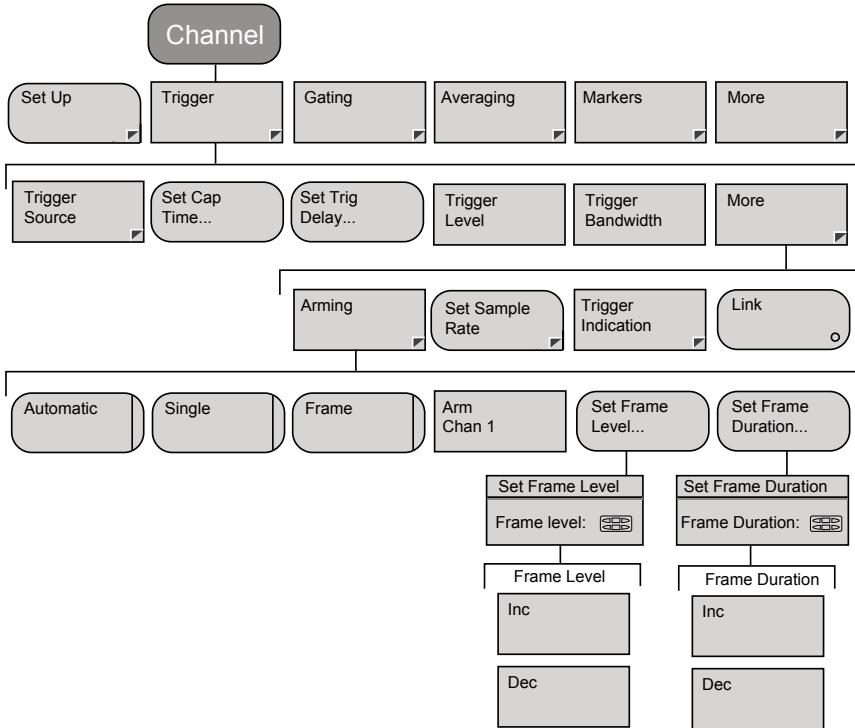 Channel
Set Up
Trigger
Gating
Averaging
Markers
More
Trigger
Source
Set Cap
Time...
Set Trig
Delay...
Trigger
Level
Trigger
Bandwidth
More
Arming
Set Sample
Rate
Trigger
Indication
Link
Automatic
Single
Frame
Arm
Chan 1
Set Frame
Level...
Set Frame
Duration...
Set Frame Level
Frame level:
Set Frame Duration
Frame Duration:
Frame Level
Inc
Dec
Frame Duration
Inc
Dec